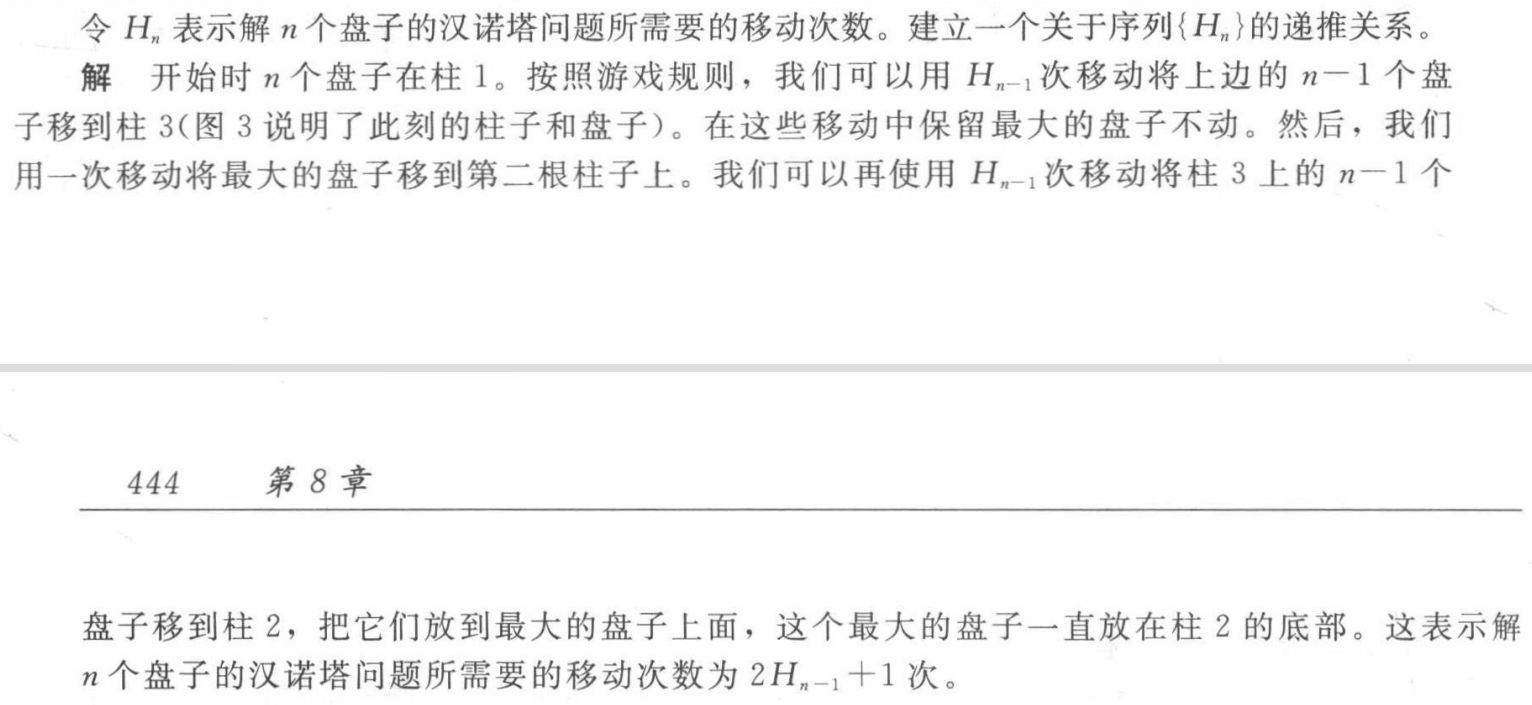 令 Hₙ 表示解 n 个盘子的汉诺塔问题所需要的移动次数。建立一个关于序列{Hₙ}的递推关系。
解 开始时 n 个盘子在柱 1。按照游戏规则，我们可以用 Hₙ₋₁次移动将上边的 n－1 个盘
子移到柱 3(图 3 说明了此刻的柱子和盘子)。在这些移动中保留最大的盘子不动。然后，我们
用一次移动将最大的盘子移到第二根柱子上。我们可以再使用 Hₙ₋₁次移动将柱 3 上的 n－1 个
444 第 8 章
盘子移到柱 2，把它们放到最大的盘子上面，这个最大的盘子一直放在柱 2 的底部。这表示解
n 个盘子的汉诺塔问题所需要的移动次数为 2Hₙ₋₁＋1 次。